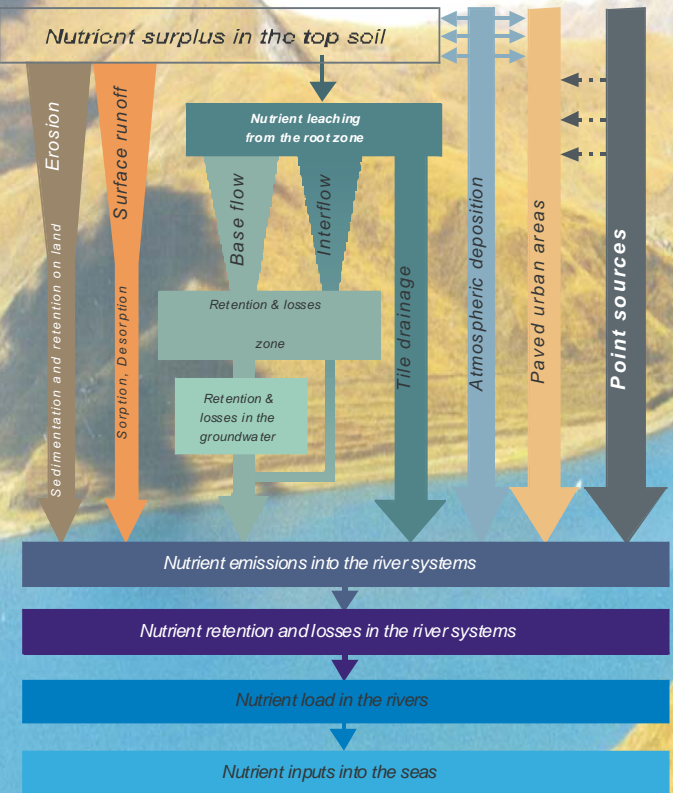 Nutrient surplus in the top soil
Erosion
Sedimentation and retention on land
Surface runoff
Sorption, Desorption
Nutrient leaching
from the root zone
Base flow
Interflow
Retention & losses
zone
Retention &
losses in the
groundwater
Tile drainage
Atmospheric deposition
Paved urban areas
Point sources
Nutrient emissions into the river systems
Nutrient retention and losses in the river systems
Nutrient load in the rivers
Nutrient inputs into the seas